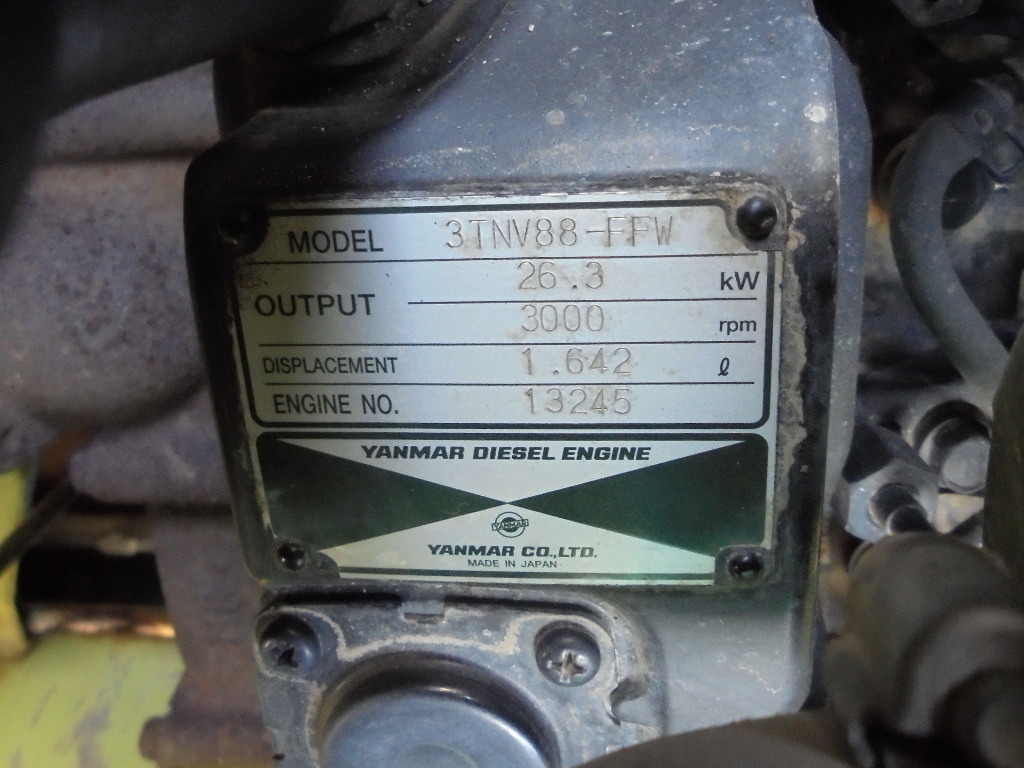 MODEL 3TNV88-FFW
OUTPUT 26.3 kW
3000 rpm
DISPLACEMENT 1.642 ℓ
ENGINE NO. 13245
YANMAR DIESEL ENGINE
YANMAR
YANMAR CO.,LTD.
MADE IN JAPAN